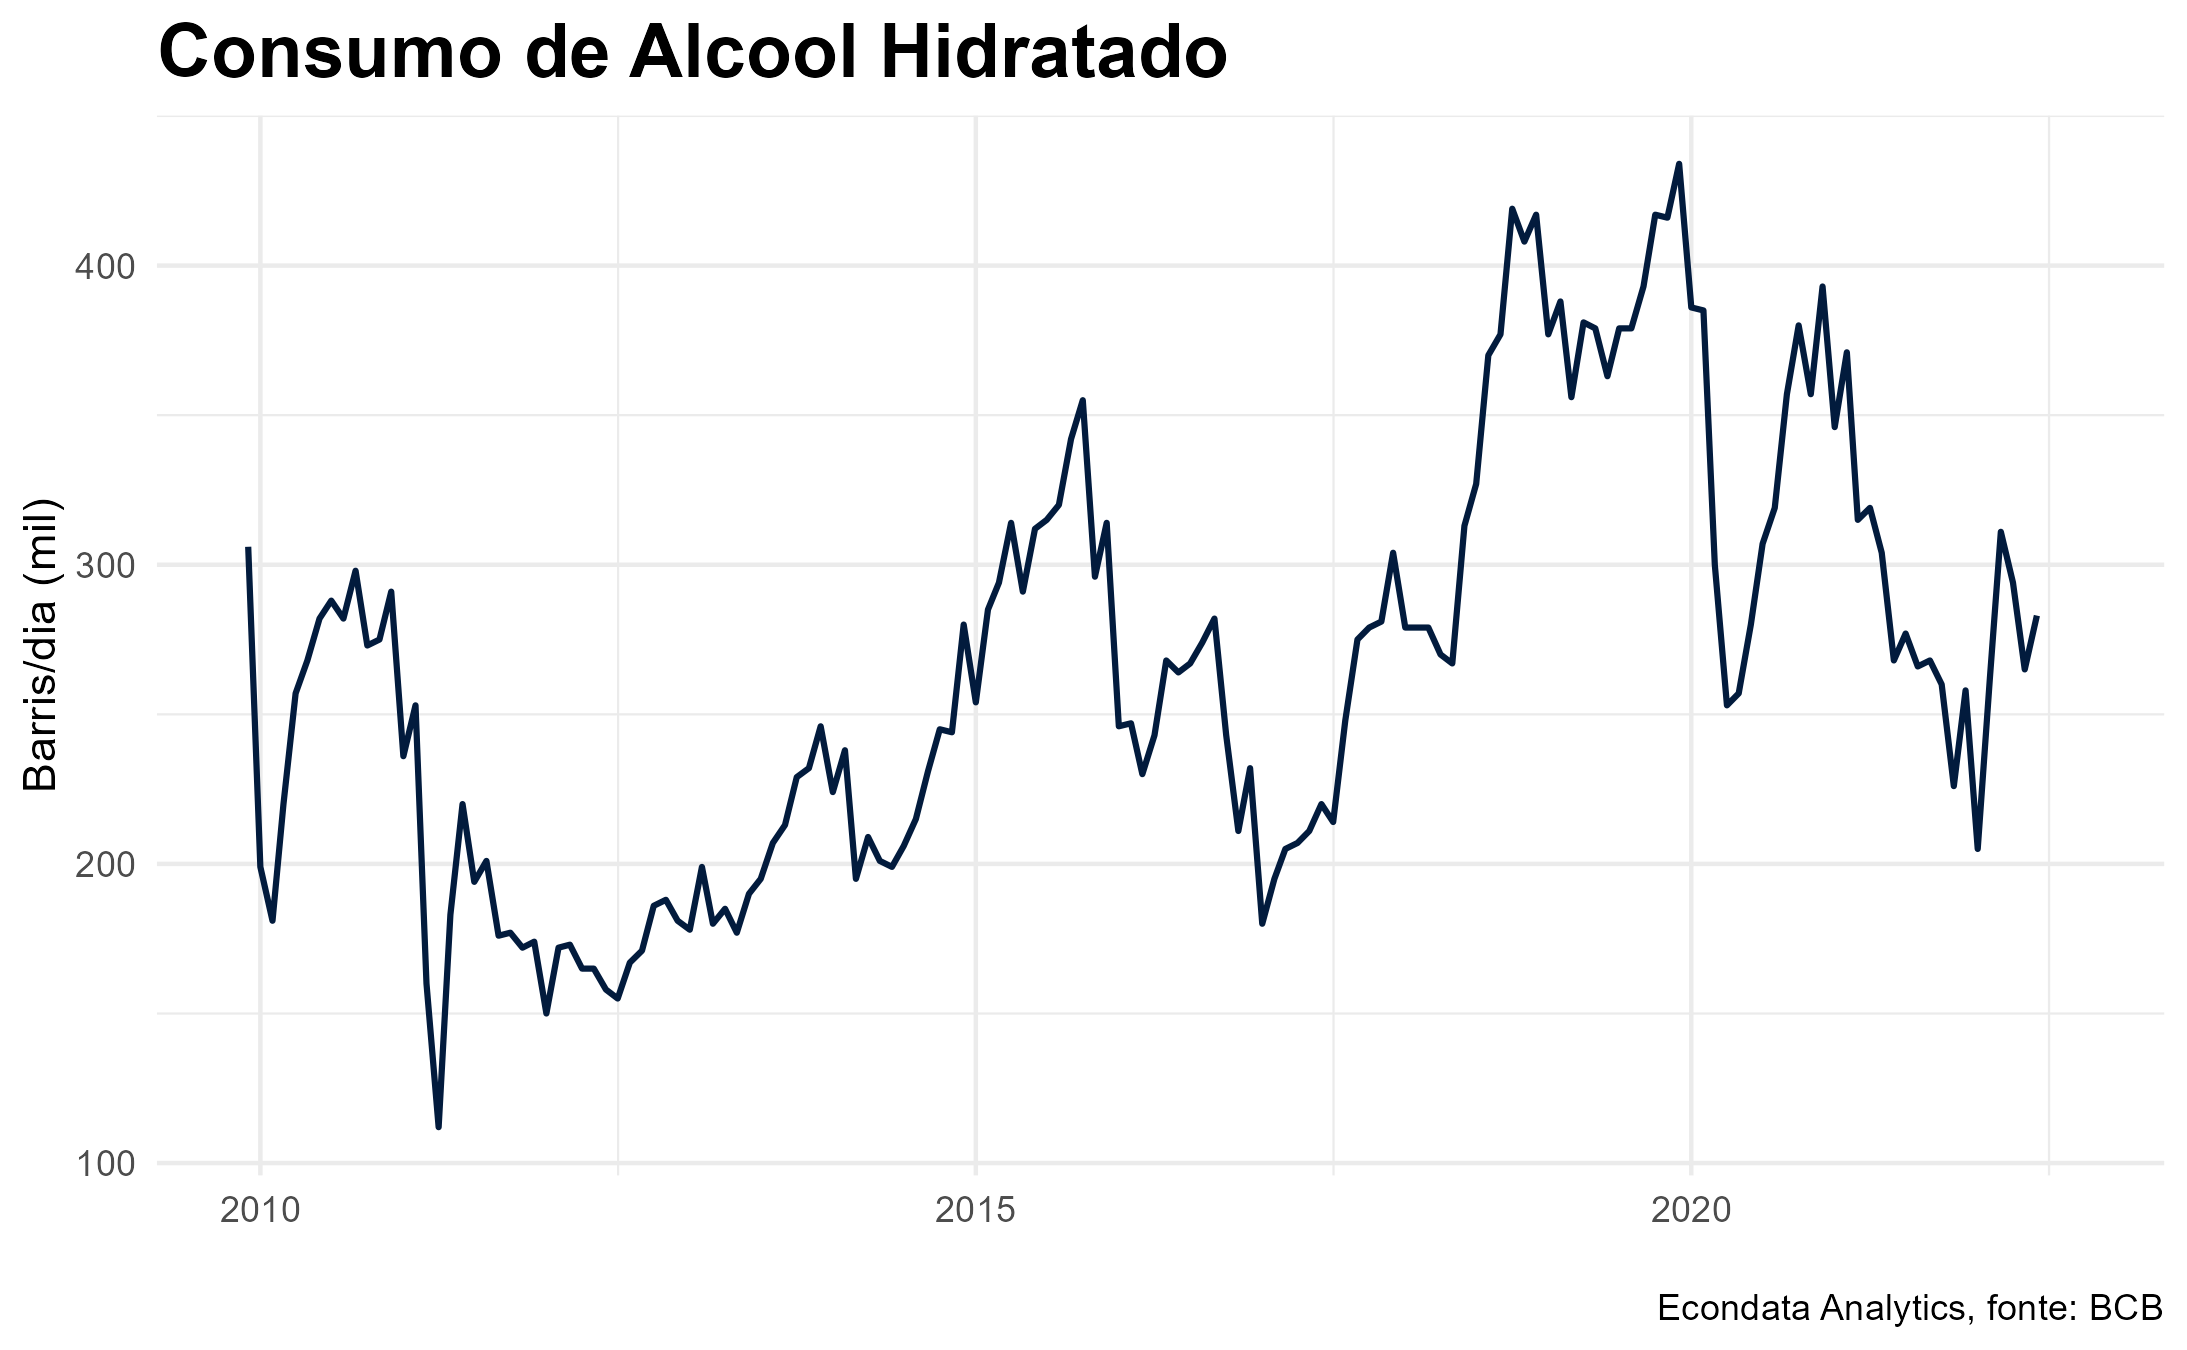 Consumo de Alcool Hidratado
Barris/dia (mil)
400
300
200
100
2010
2015
2020
Econdata Analytics, fonte: BCB